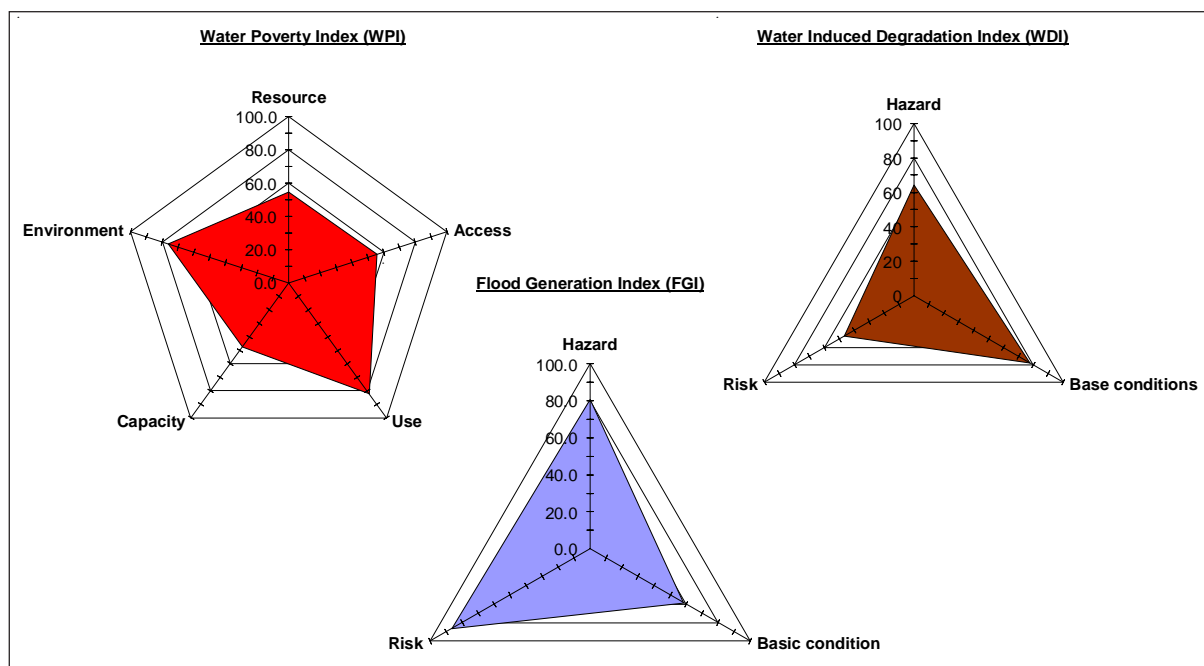 Water Poverty Index (WPI)
Resource
100.0
80.0
60.0
40.0
20.0
0.0
Environment
Access
Capacity
Use
Water Induced Degradation Index (WDI)
Hazard
100
80
60
40
20
0
Risk
Base conditions
Flood Generation Index (FGI)
Hazard
100.0
80.0
60.0
40.0
20.0
0.0
Risk
Basic condition